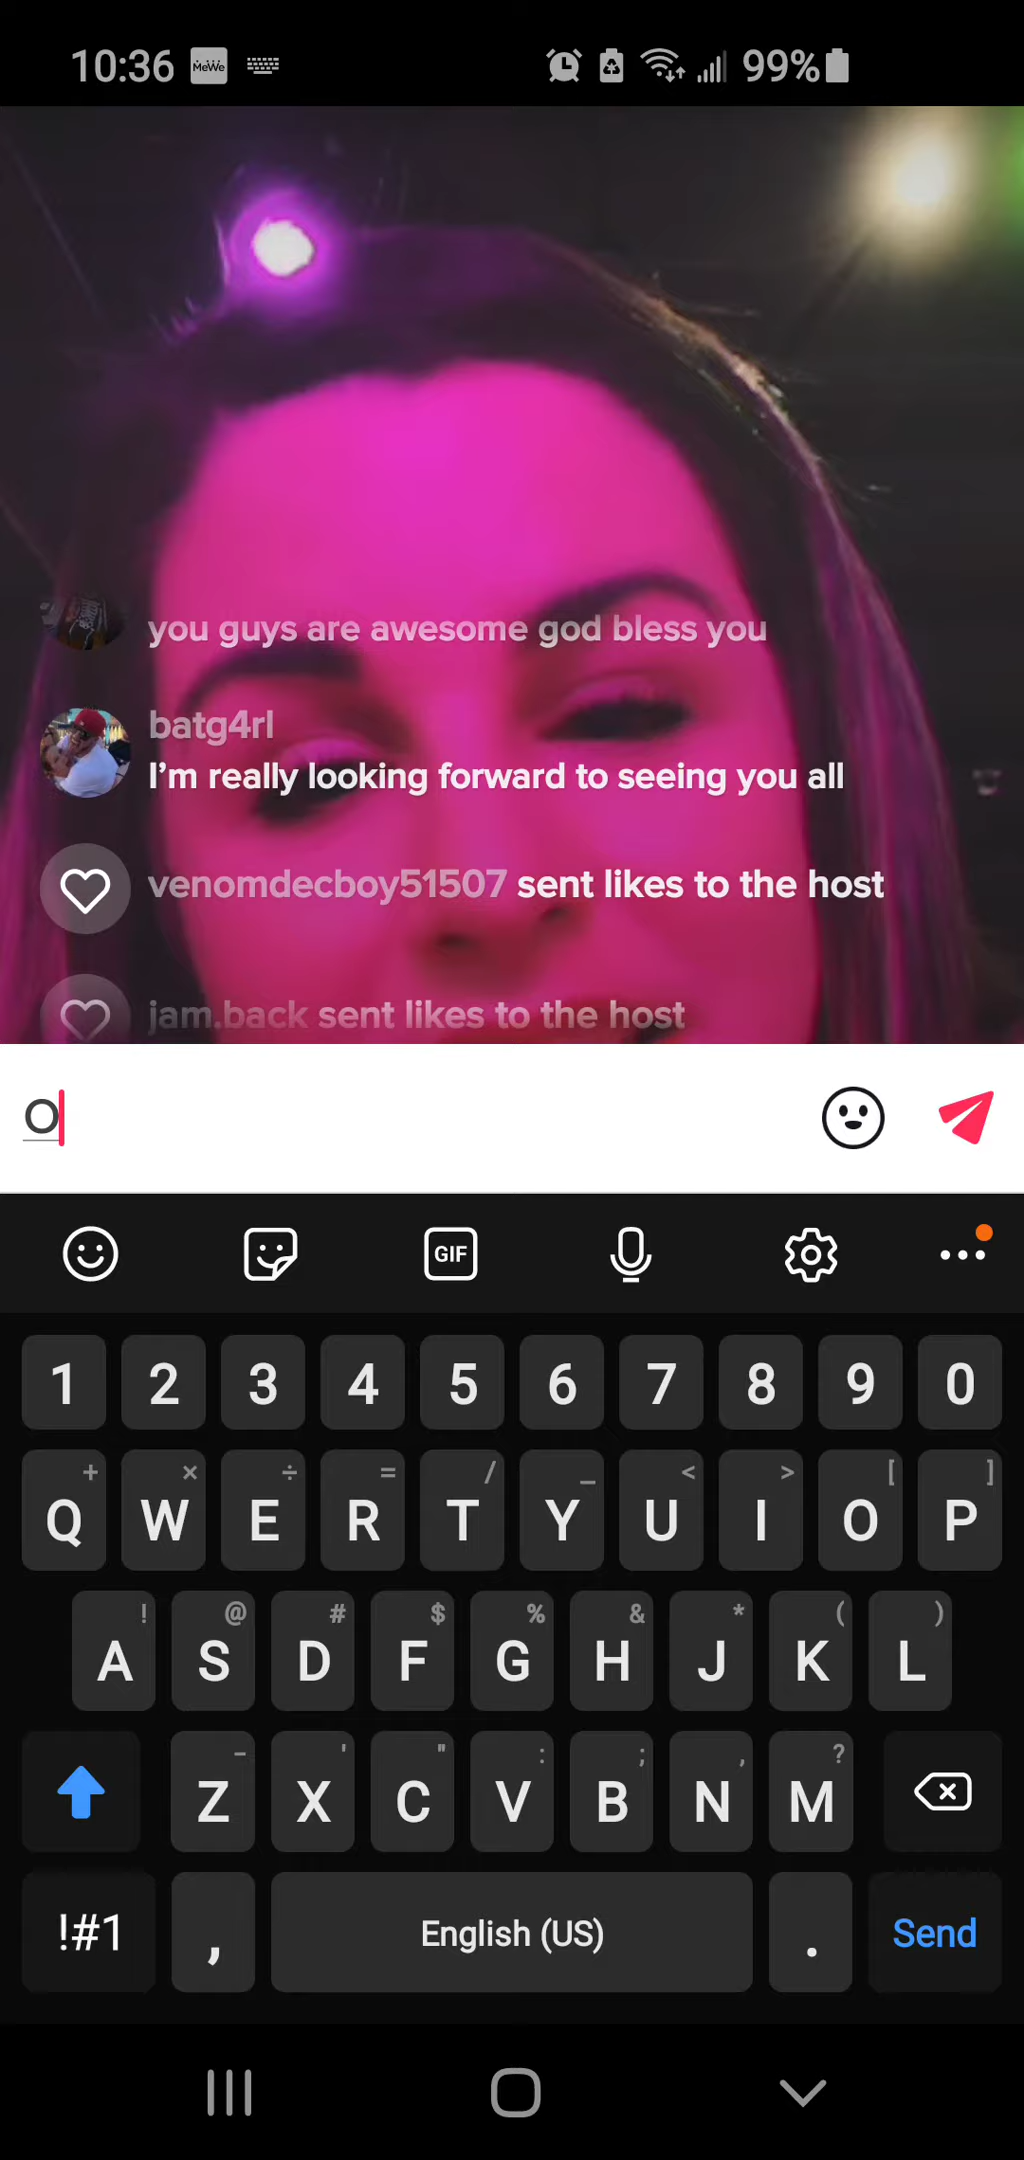 10:36 MeWe 99%
you guys are awesome god bless you
batg4rl
I'm really looking forward to seeing you all
venomdecboy51507 sent likes to the host
jam.back sent likes to the host
O
GIF
1 2 3 4 5 6 7 8 9 0
+ × ÷ = / _ < > [ ]
Q W E R T Y U I O P
! @ # $ % & * ( )
A S D F G H J K L
- ' " : ; , ?
Z X C V B N M
!#1 , English (US) . Send